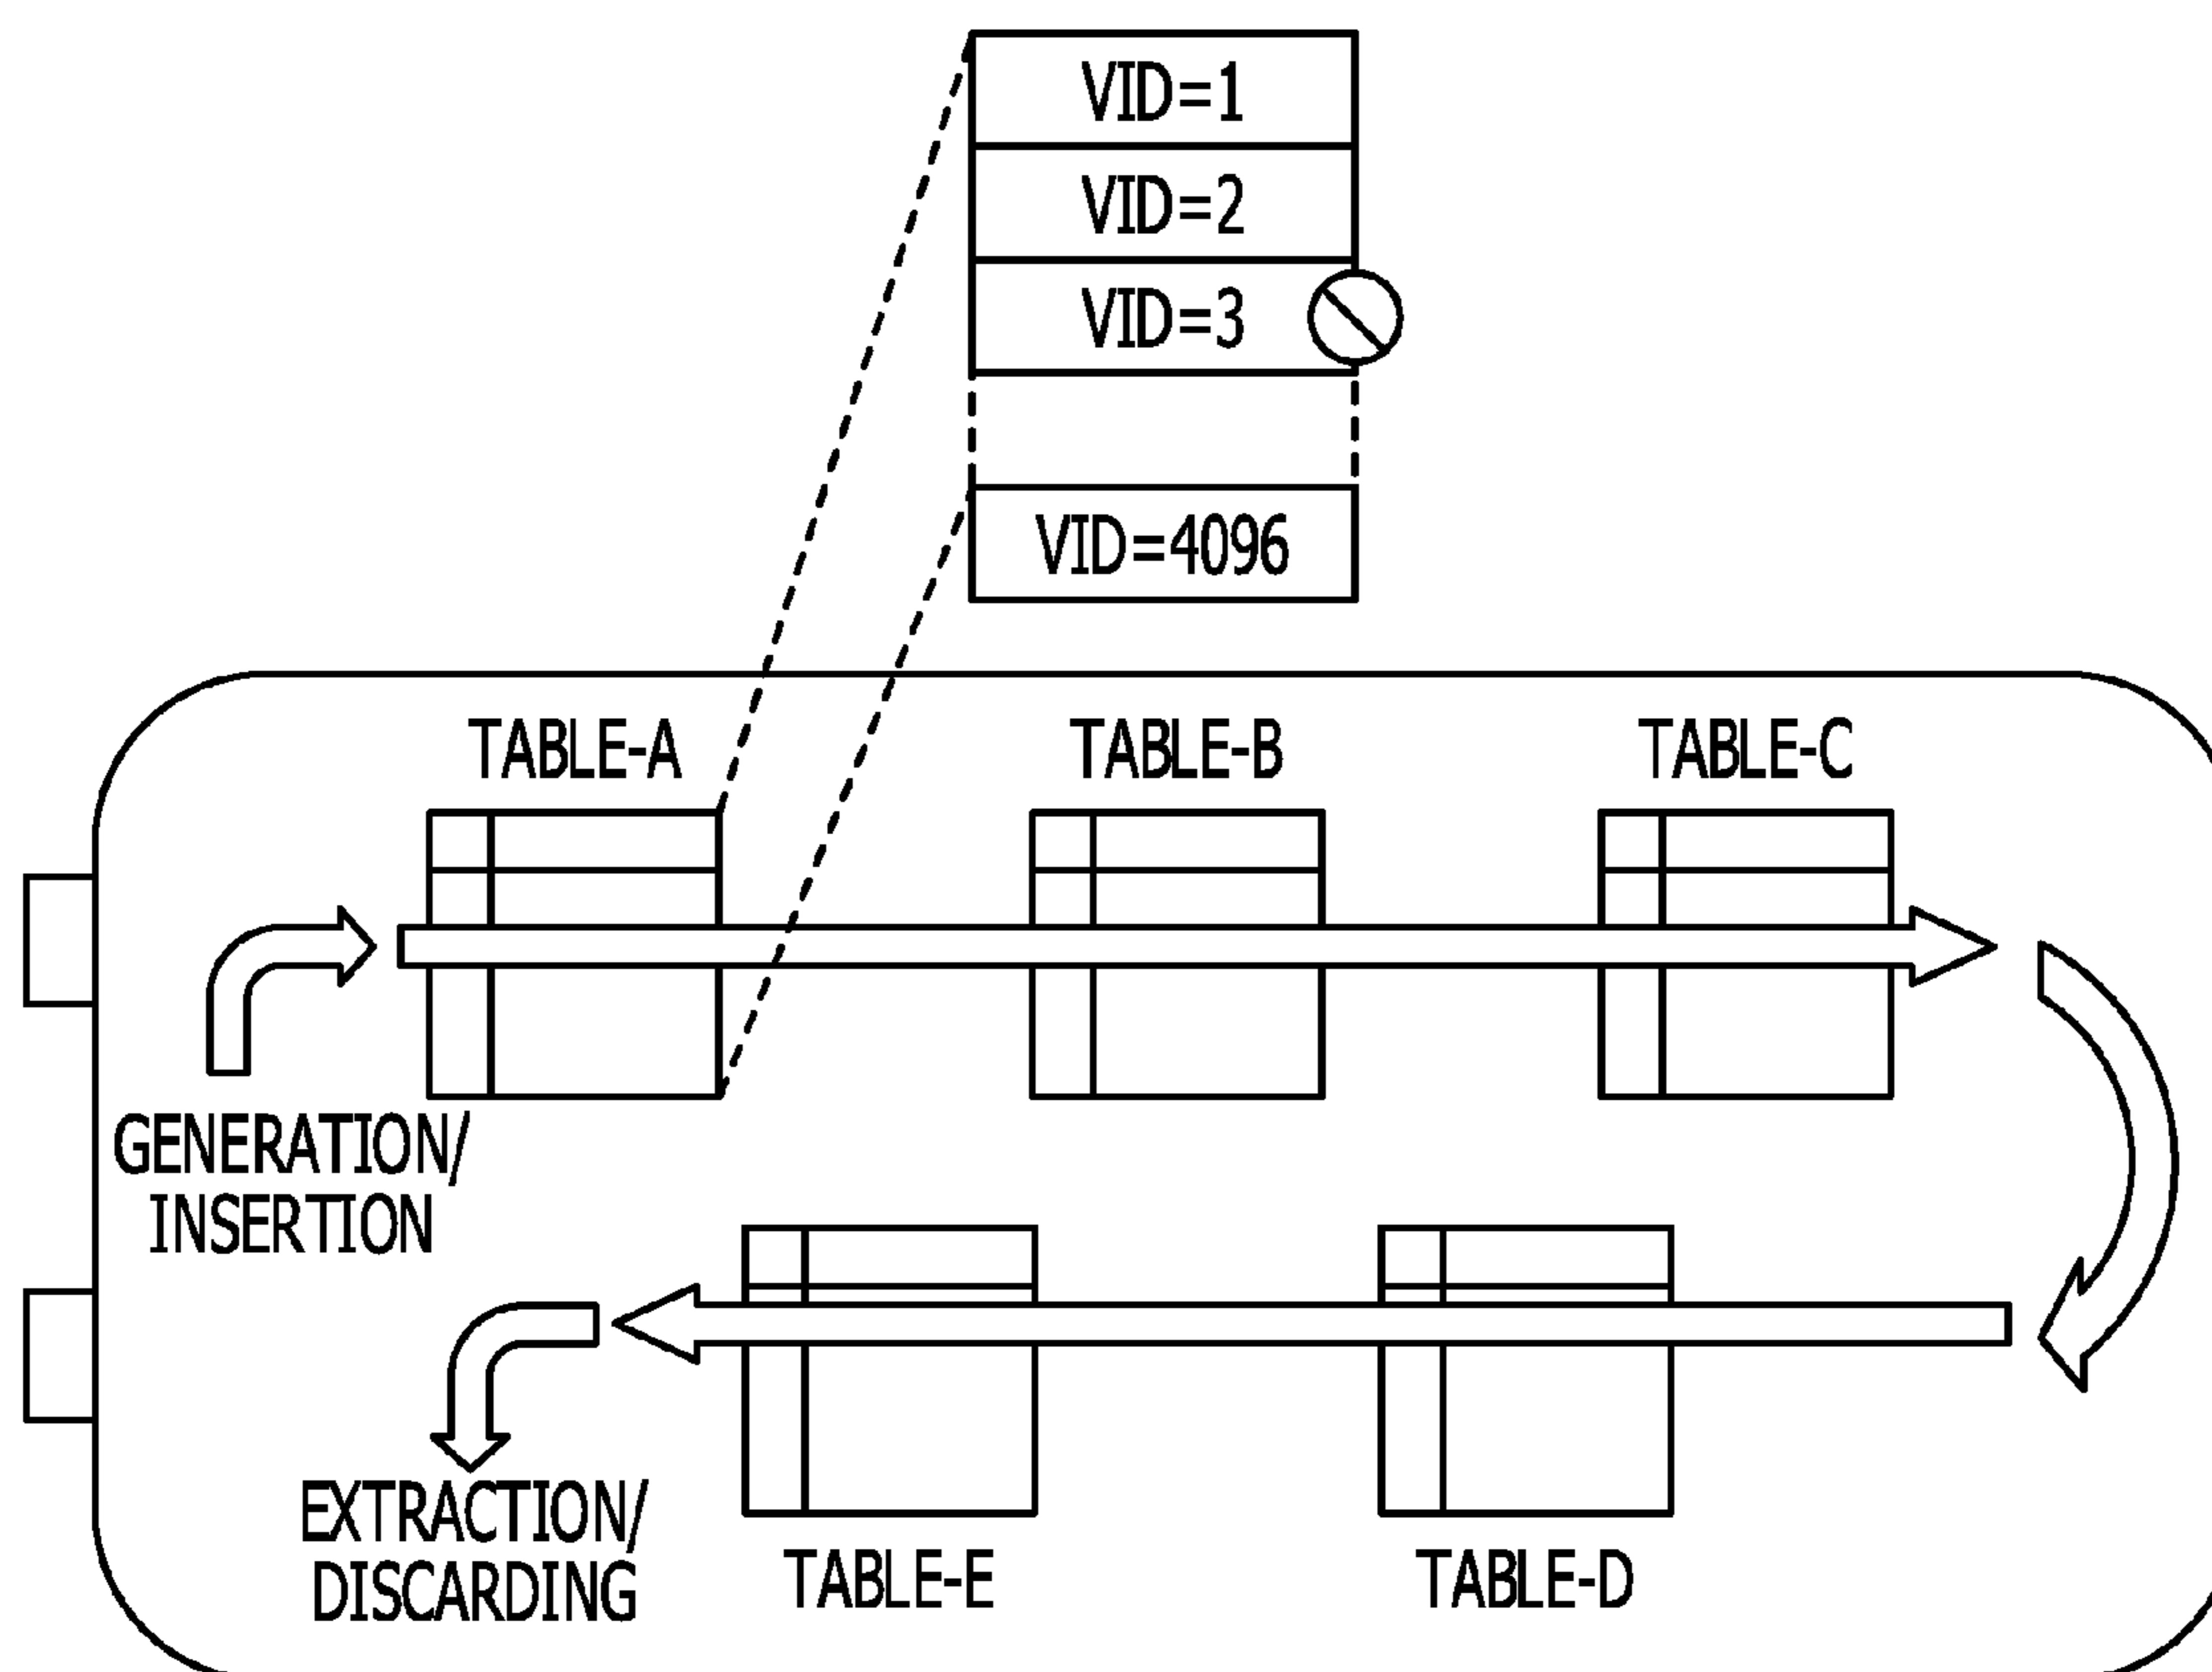 VID=1
VID=2
VID=3
VID=4096
TABLE-A
TABLE-B
TABLE-C
GENERATION/
INSERTION
EXTRACTION/
DISCARDING
TABLE-E
TABLE-D